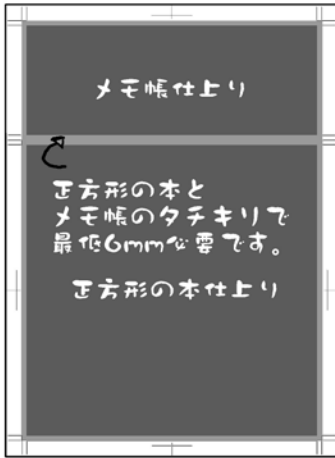 メモ帳仕上り
正方形の本と
メモ帳のタチキリで
最低6mm必要です。
正方形の本仕上り